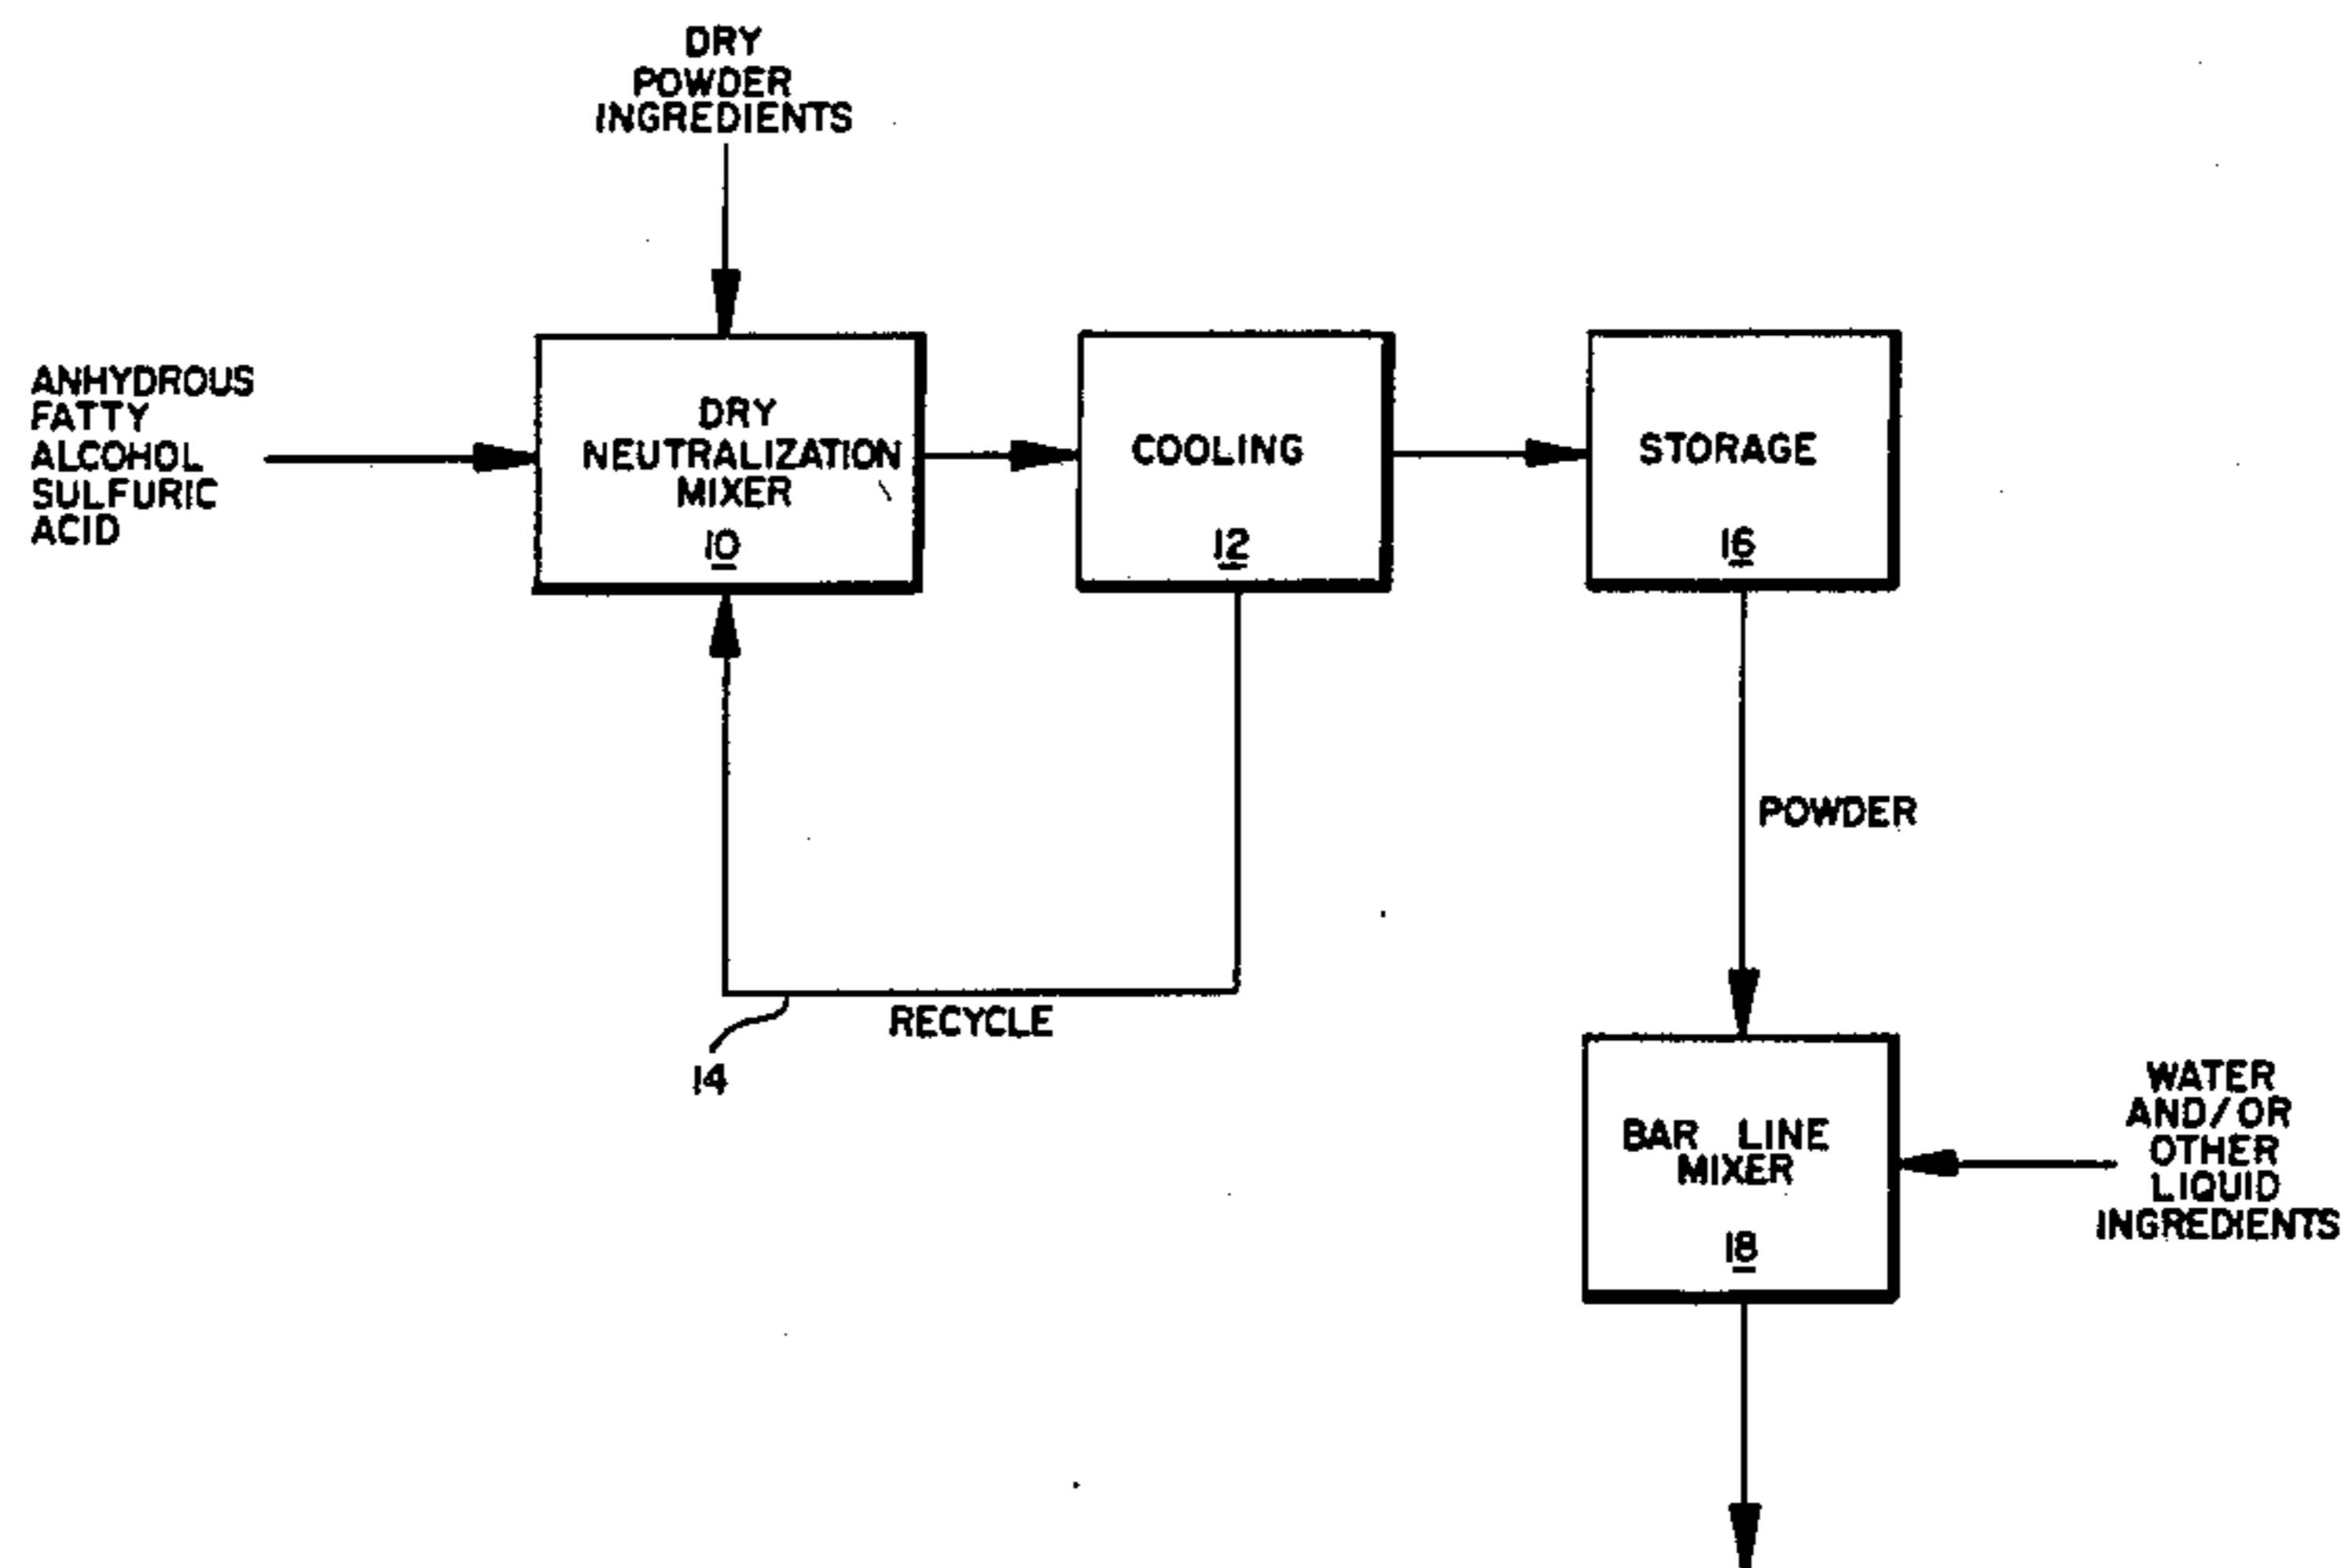 DRY
POWDER
INGREDIENTS
ANHYDROUS
FATTY
ALCOHOL
SULFURIC
ACID
DRY
NEUTRALIZATION
MIXER
10
COOLING
12
STORAGE
16
POWDER
RECYCLE
14
BAR LINE
MIXER
18
WATER
AND/OR
OTHER
LIQUID
INGREDIENTS